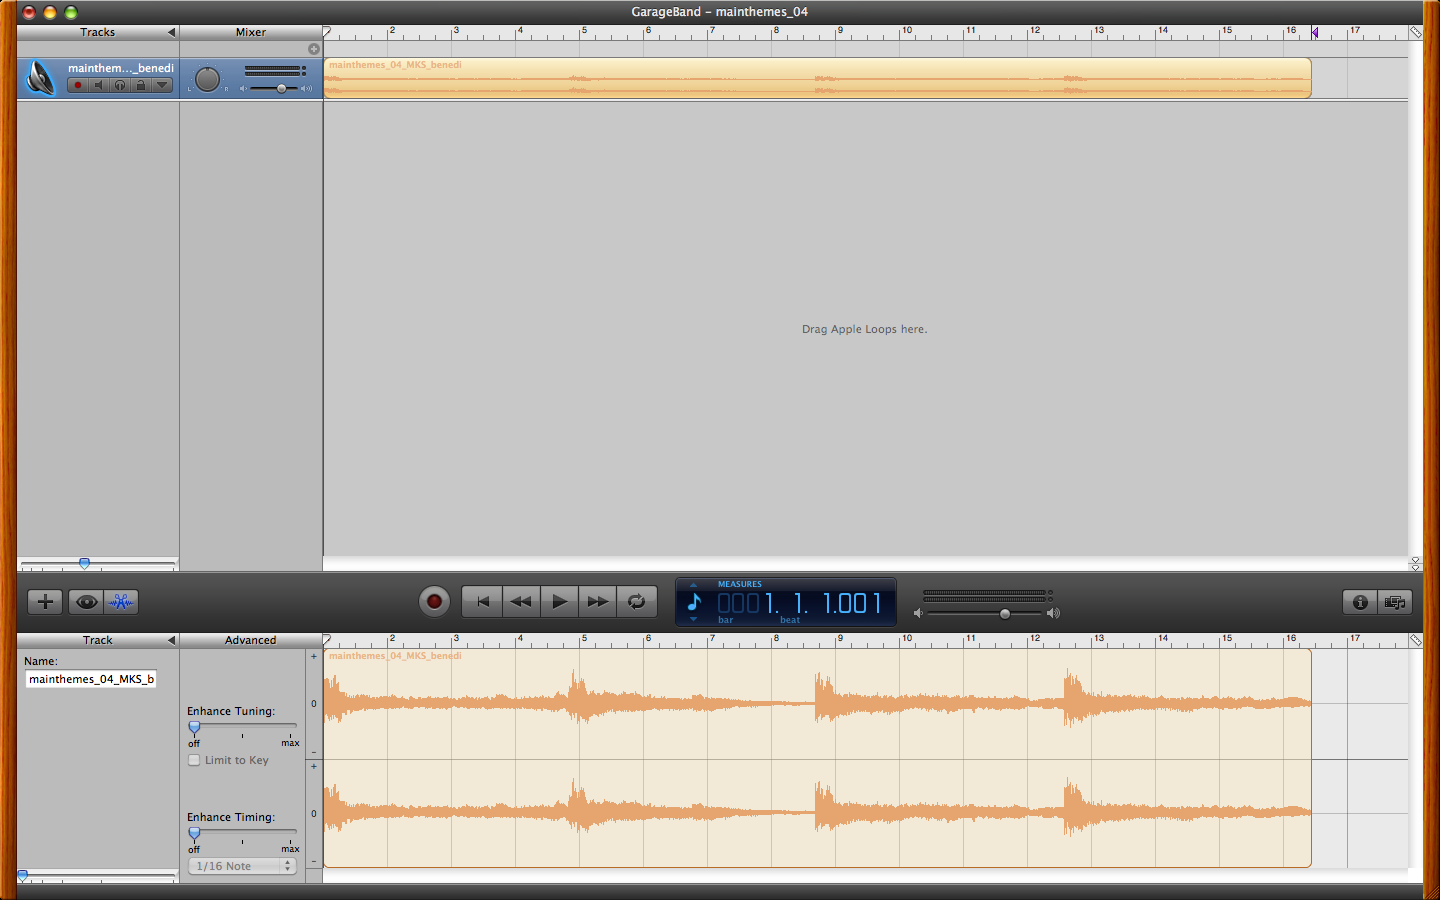 GarageBand – mainthemes_04
Tracks
Mixer
2 3 4 5 6 7 8 9 10 11 12 13 14 15 16 17
mainthem..._benedi
L R
mainthemes_04_MKS_benedi
Drag Apple Loops here.
MEASURES
0001. 1. 1.001
bar beat
Track
Advanced
2 3 4 5 6 7 8 9 10 11 12 13 14 15 16 17
Name:
mainthemes_04_MKS_b
Enhance Tuning:
off max
Limit to Key
Enhance Timing:
off max
1/16 Note
+
0
–
+
0
–
mainthemes_04_MKS_benedi